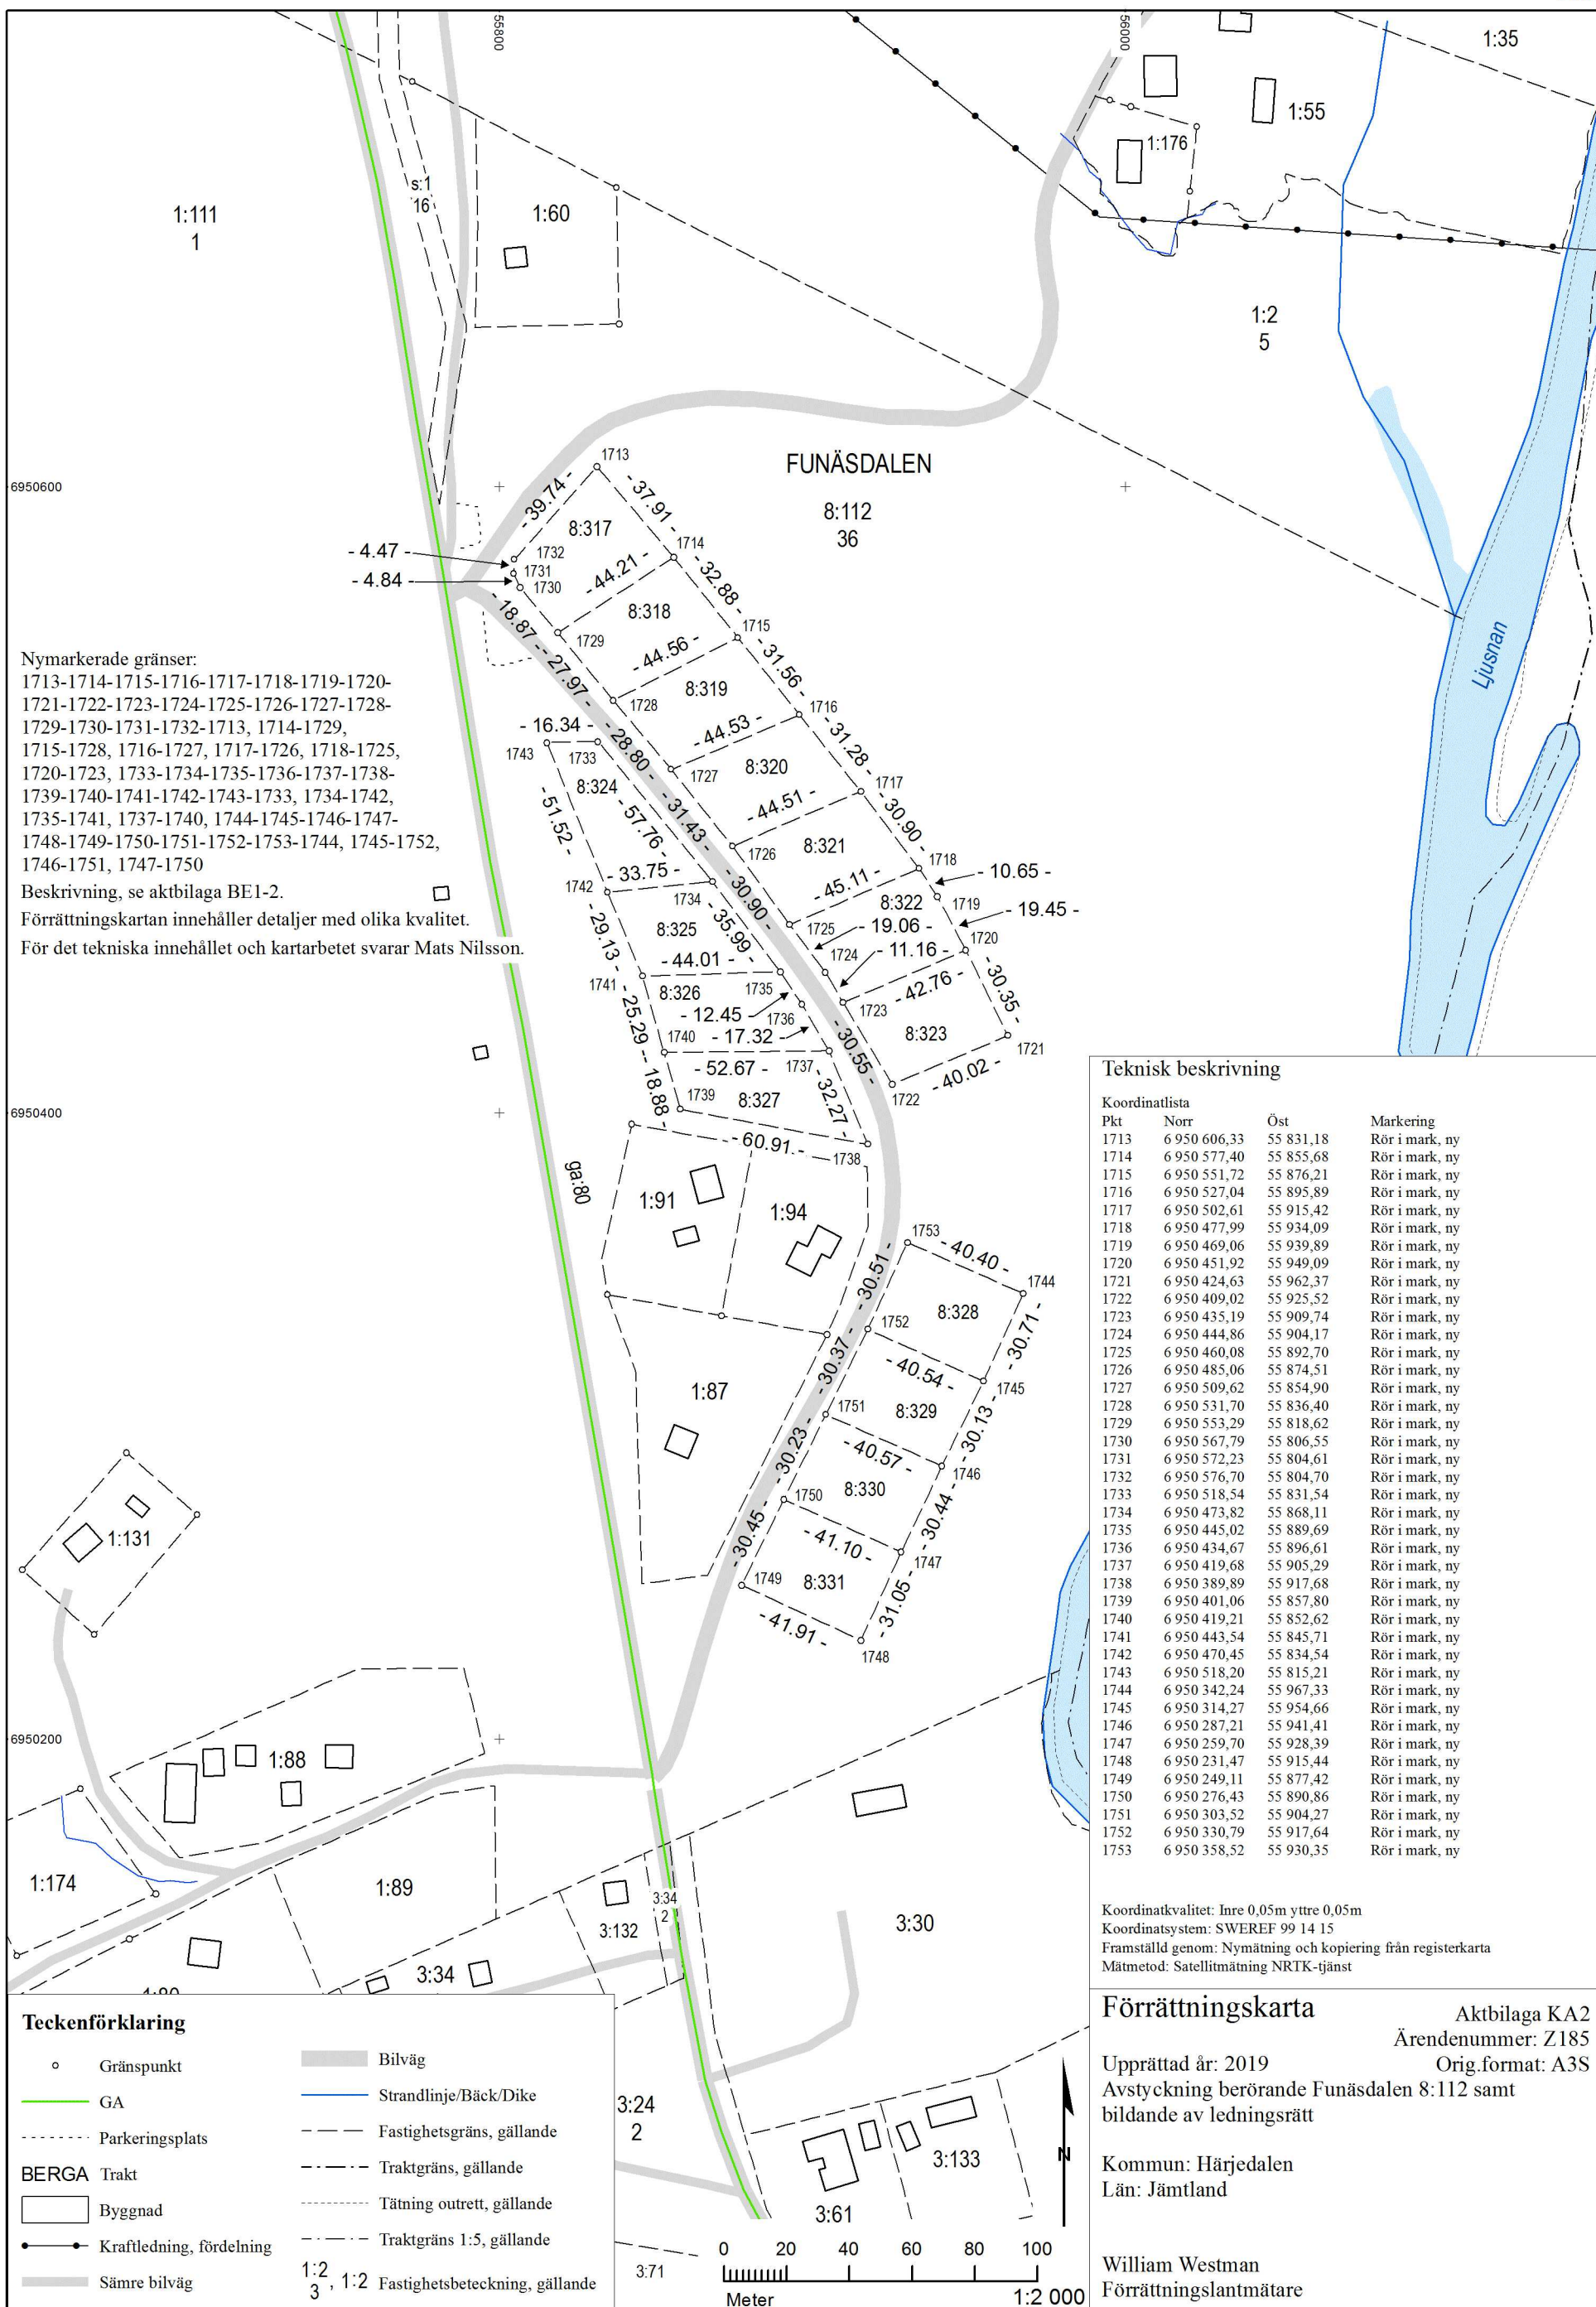 55800
56000
1:35
1:55
1:176
s:1
16
1:111
1
1:60
1:2
5
6950600
FUNÄSDALEN
8:112
36
1713
- 39.74 -
- 37.91 -
8:317
1714
- 4.47 -
1732
1731
- 4.84 -
1730
- 44.21 -
- 32.88 -
- 18.87 -
8:318
1715
1729
- 44.56 -
- 27.97 -
- 31.56 -
8:319
1728
1716
- 16.34 -
- 44.53 -
- 28.80 -
- 31.28 -
1743
1733
8:320
1727
8:324
1717
- 51.52 -
- 57.76 -
- 31.43 -
- 44.51 -
- 30.90 -
1726
8:321
1718
- 33.75 -
1742
1734
- 30.90 -
- 45.11 -
- 10.65 -
8:322
1719
- 19.45 -
- 29.13 -
8:325
- 35.99 -
1725
- 19.06 -
1720
- 11.16 -
1724
- 44.01 -
1741
8:326
1735
- 42.76 -
- 30.35 -
- 12.45 -
1736
1723
- 25.29 -
- 17.32 -
8:323
1740
1737
1721
- 30.55 -
- 52.67 -
- 40.02 -
- 18.88 -
1739
8:327
- 32.27 -
1722
- 60.91 -
1738
6950400
Ljusnan
Nymarkerade gränser:
1713-1714-1715-1716-1717-1718-1719-1720-
1721-1722-1723-1724-1725-1726-1727-1728-
1729-1730-1731-1732-1713, 1714-1729,
1715-1728, 1716-1727, 1717-1726, 1718-1725,
1720-1723, 1733-1734-1735-1736-1737-1738-
1739-1740-1741-1742-1743-1733, 1734-1742,
1735-1741, 1737-1740, 1744-1745-1746-1747-
1748-1749-1750-1751-1752-1753-1744, 1745-1752,
1746-1751, 1747-1750
Beskrivning, se aktbilaga BE1-2.
Förrättningskartan innehåller detaljer med olika kvalitet.
För det tekniska innehållet och kartarbetet svarar Mats Nilsson.
ga:80
1:91
1:94
1753
- 40.40 -
- 30.51 -
1744
8:328
1752
- 30.71 -
- 30.37 -
- 40.54 -
1745
1:87
8:329
1751
- 30.13 -
- 30.23 -
- 40.57 -
1746
1750
8:330
- 30.44 -
- 30.45 -
- 41.10 -
1747
1749
8:331
- 31.05 -
- 41.91 -
1748
1:131
6950200
1:88
1:174
1:89
3:34
2
3:132
3:30
3:34
1:80
3:24
2
3:133
3:61
3:71
N
Teknisk beskrivning
Koordinatlista
Pkt Norr Öst Markering
1713 6 950 606,33 55 831,18 Rör i mark, ny
1714 6 950 577,40 55 855,68 Rör i mark, ny
1715 6 950 551,72 55 876,21 Rör i mark, ny
1716 6 950 527,04 55 895,89 Rör i mark, ny
1717 6 950 502,61 55 915,42 Rör i mark, ny
1718 6 950 477,99 55 934,09 Rör i mark, ny
1719 6 950 469,06 55 939,89 Rör i mark, ny
1720 6 950 451,92 55 949,09 Rör i mark, ny
1721 6 950 424,63 55 962,37 Rör i mark, ny
1722 6 950 409,02 55 925,52 Rör i mark, ny
1723 6 950 435,19 55 909,74 Rör i mark, ny
1724 6 950 444,86 55 904,17 Rör i mark, ny
1725 6 950 460,08 55 892,70 Rör i mark, ny
1726 6 950 485,06 55 874,51 Rör i mark, ny
1727 6 950 509,62 55 854,90 Rör i mark, ny
1728 6 950 531,70 55 836,40 Rör i mark, ny
1729 6 950 553,29 55 818,62 Rör i mark, ny
1730 6 950 567,79 55 806,55 Rör i mark, ny
1731 6 950 572,23 55 804,61 Rör i mark, ny
1732 6 950 576,70 55 804,70 Rör i mark, ny
1733 6 950 518,54 55 831,54 Rör i mark, ny
1734 6 950 473,82 55 868,11 Rör i mark, ny
1735 6 950 445,02 55 889,69 Rör i mark, ny
1736 6 950 434,67 55 896,61 Rör i mark, ny
1737 6 950 419,68 55 905,29 Rör i mark, ny
1738 6 950 389,89 55 917,68 Rör i mark, ny
1739 6 950 401,06 55 857,80 Rör i mark, ny
1740 6 950 419,21 55 852,62 Rör i mark, ny
1741 6 950 443,54 55 845,71 Rör i mark, ny
1742 6 950 470,45 55 834,54 Rör i mark, ny
1743 6 950 518,20 55 815,21 Rör i mark, ny
1744 6 950 342,24 55 967,33 Rör i mark, ny
1745 6 950 314,27 55 954,66 Rör i mark, ny
1746 6 950 287,21 55 941,41 Rör i mark, ny
1747 6 950 259,70 55 928,39 Rör i mark, ny
1748 6 950 231,47 55 915,44 Rör i mark, ny
1749 6 950 249,11 55 877,42 Rör i mark, ny
1750 6 950 276,43 55 890,86 Rör i mark, ny
1751 6 950 303,52 55 904,27 Rör i mark, ny
1752 6 950 330,79 55 917,64 Rör i mark, ny
1753 6 950 358,52 55 930,35 Rör i mark, ny
Koordinatkvalitet: Inre 0,05m yttre 0,05m
Koordinatsystem: SWEREF 99 14 15
Framställd genom: Nymätning och kopiering från registerkarta
Mätmetod: Satellitmätning NRTK-tjänst
Teckenförklaring
Gränspunkt
GA
Parkeringsplats
BERGA Trakt
Byggnad
Kraftledning, fördelning
Sämre bilväg
Bilväg
Strandlinje/Bäck/Dike
Fastighetsgräns, gällande
Traktgräns, gällande
Tätning outrett, gällande
Traktgräns 1:5, gällande
1:2
3 , 1:2 Fastighetsbeteckning, gällande
0 20 40 60 80 100
Meter 1:2 000
Förrättningskarta
Aktbilaga KA2
Ärendenummer: Z185
Upprättad år: 2019 Orig.format: A3S
Avstyckning berörande Funäsdalen 8:112 samt
bildande av ledningsrätt
Kommun: Härjedalen
Län: Jämtland
William Westman
Förrättningslantmätare